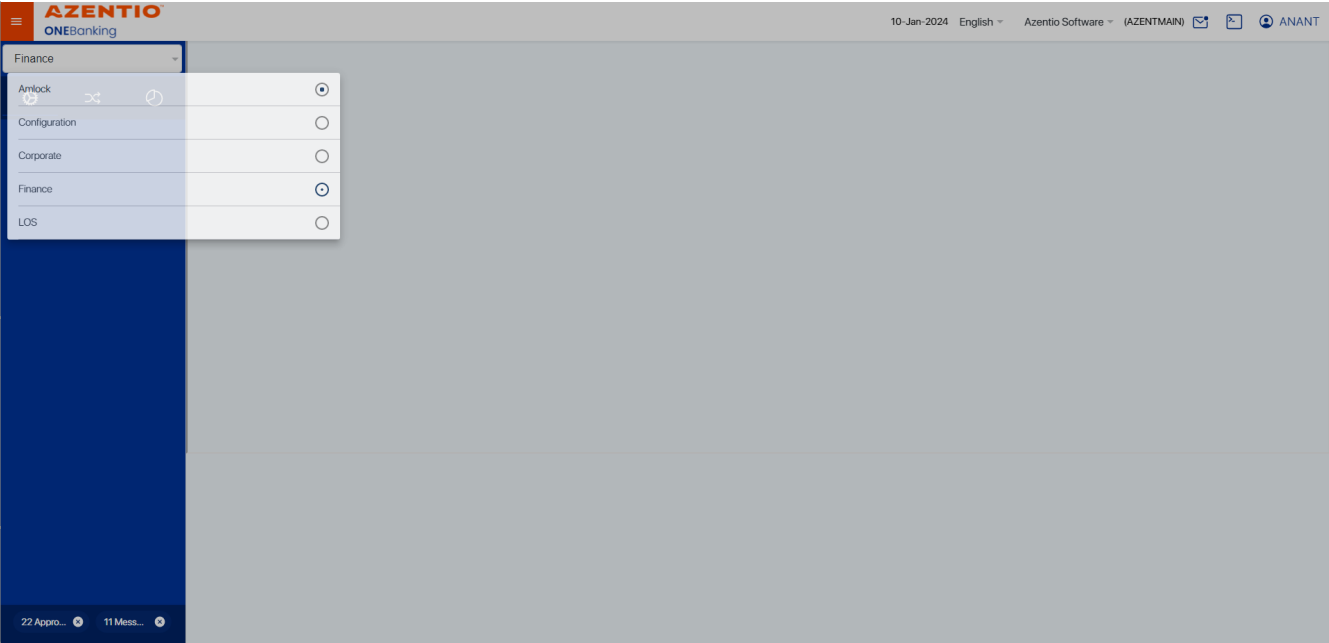 AZENTIO
ONEBanking
10-Jan-2024 English Azentio Software (AZENTMAIN) ANANT
Finance
Amlock
Configuration
Corporate
Finance
LOS
22 Appro... 11 Mess...